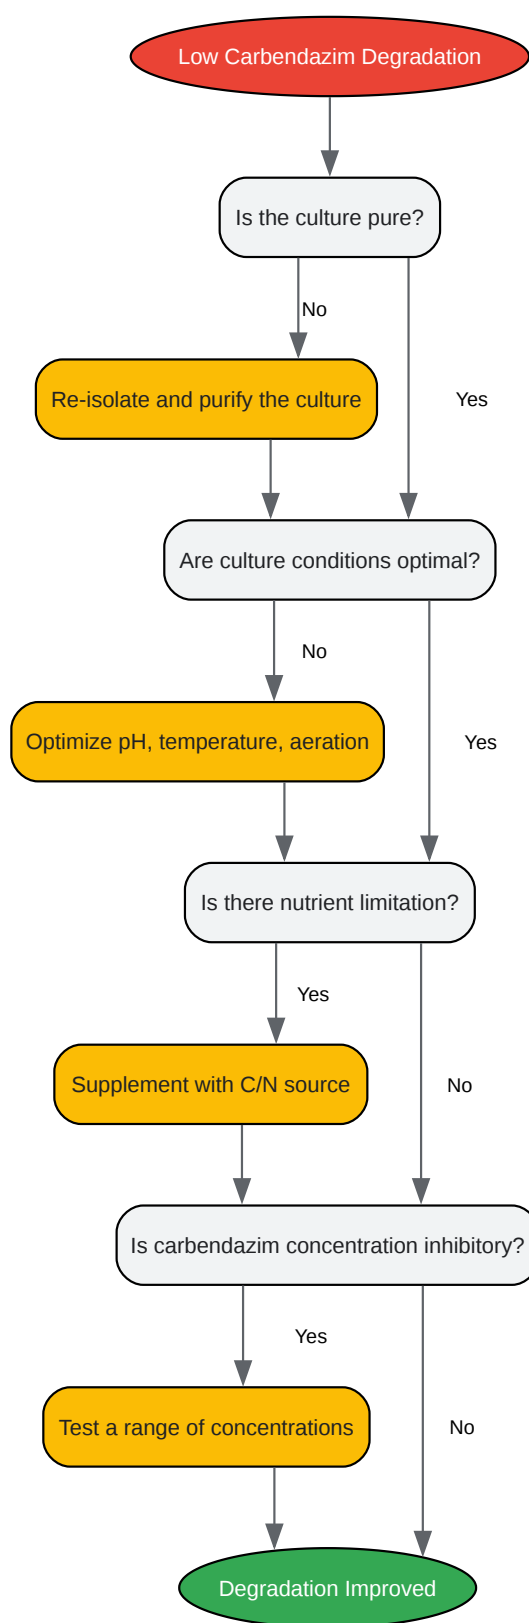 Low Carbendazim Degradation
Is the culture pure?
No
Re-isolate and purify the culture
Yes
Are culture conditions optimal?
No
Optimize pH, temperature, aeration
Yes
Is there nutrient limitation?
Yes
Supplement with C/N source
No
Is carbendazim concentration inhibitory?
Yes
Test a range of concentrations
No
Degradation Improved